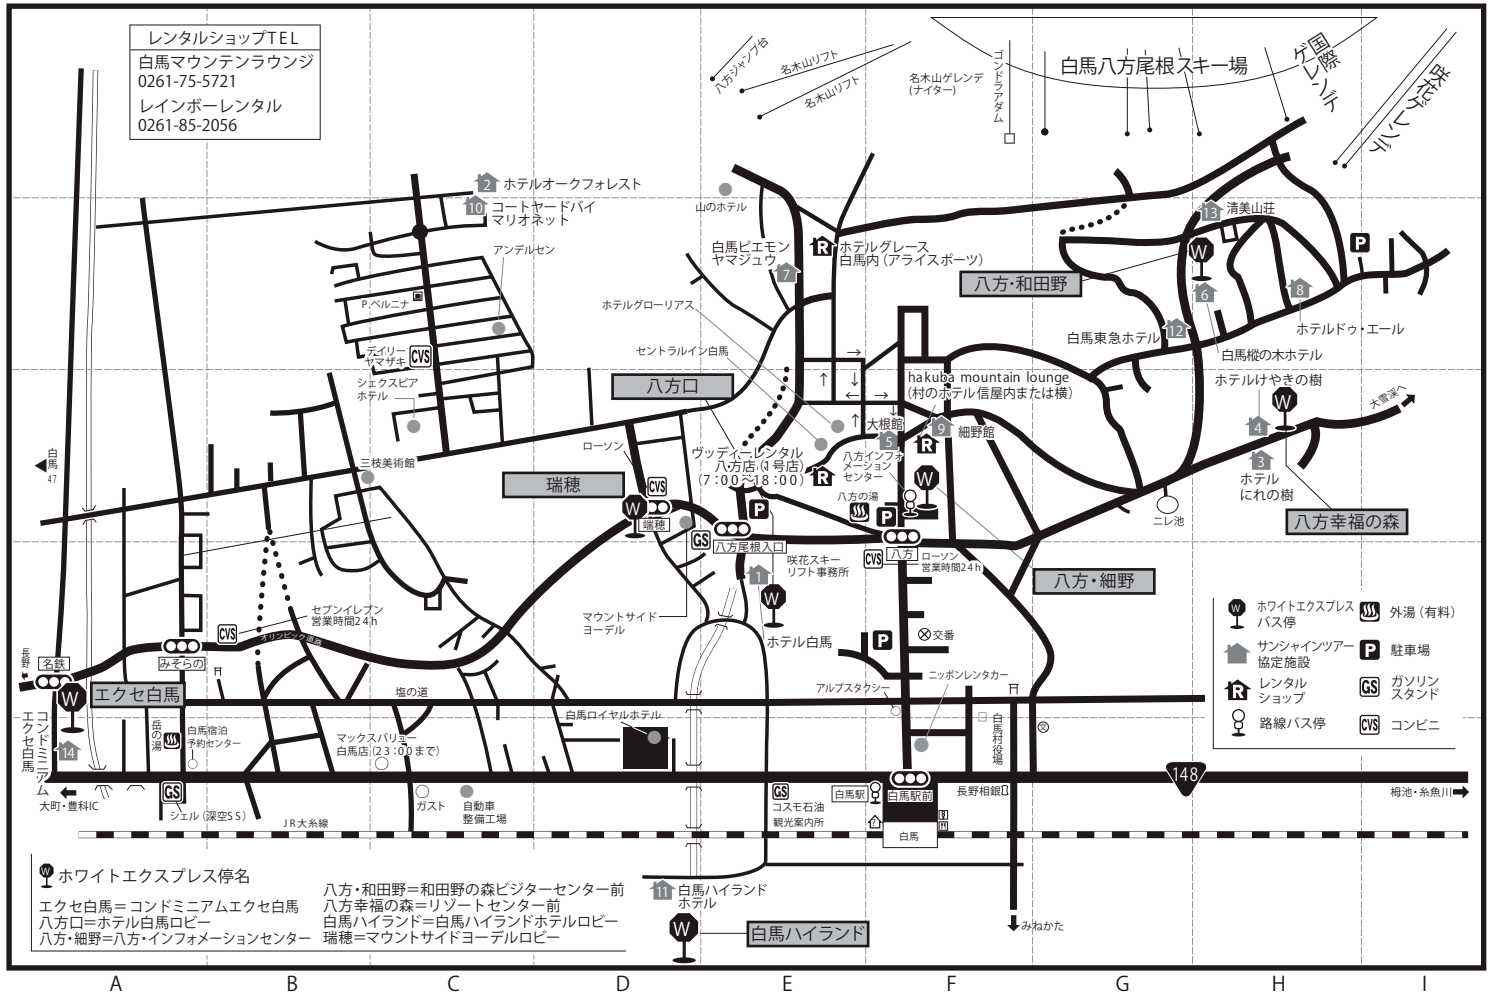 レンタルショップTEL
白馬マウンテンラウンジ
0261-75-5721
レインボーレンタル
0261-85-2056
八方ジャンプ台
名木山リフト
名木山リフト
名木山ゲレンデ
(ナイター)
ゴンドラアダム
白馬八方尾根スキー場
国際
ゲレンデ
咲花ゲレンデ
2
ホテルオークフォレスト
10
コートヤードバイ
マリオネット
アンデルセン
P.ベルニナ
デイリー
ヤマザキ
CVS
シェクスピア
ホテル
山のホテル
白馬ピエモン
ヤマジュウ
7
R
ホテルグレース
白馬内(アライスポーツ)
ホテルグローリアス
セントラルイン白馬
八方・和田野
13
清美山荘
W
P
6
8
ホテルドゥ・エール
白馬東急ホテル
12
白馬樅の木ホテル
ホテルけやきの樹
W
大雪渓へ
4
3
ホテル
にれの樹
八方幸福の森
ニレ池
八方口
→
↑
↓
←
→
↑
↓
hakuba mountain lounge
(村のホテル信屋内または横)
大根館
5
9
細野館
R
八方インフォ
メーション
センター
W
ヴッディーレンタル
八方店(1号店)
(7:00〜18:00)
R
八方の湯
P
P
八方
CVS
ローソン
営業時間24h
八方・細野
白馬
47
三枝美術館
ローソン
瑞穂
CVS
W
端穂
GS
八方尾根入口
咲花スキー
リフト事務所
1
W
ホテル白馬
マウントサイド
ヨーデル
P
交番
ニッポンレンタカー
アルプスタクシー
セブンイレブン
営業時間24h
CVS
オリンピック道路
みそらの
長野
名鉄
W
エクセ白馬
コンドミニアム
エクセ白馬
14
岳の湯
白馬宿泊
予約センター
塩の道
マックスバリュー
白馬店(23:00まで)
白馬ロイヤルホテル
白馬村役場
文
W
ホワイトエクスプレス
バス停
サンシャインツアー
協定施設
R
レンタル
ショップ
路線バス停
外湯(有料)
P
駐車場
GS
ガソリン
スタンド
CVS
コンビニ
148
大町・豊科IC
GS
シェル(深空SS)
JR大糸線
ガスト
自動車
整備工場
GS
コスモ石油
観光案内所
白馬駅
白馬駅前
白馬
長野相銀
栂池・糸魚川
みねかた
11
白馬ハイランド
ホテル
W
白馬ハイランド
W
ホワイトエクスプレス停名
エクセ白馬=コンドミニアムエクセ白馬
八方口=ホテル白馬ロビー
八方・細野=八方・インフォメーションセンター
八方・和田野=和田野の森ビジターセンター前
八方幸福の森=リゾートセンター前
白馬ハイランド=白馬ハイランドホテルロビー
瑞穂=マウントサイドヨーデルロビー
A
B
C
D
E
F
G
H
I